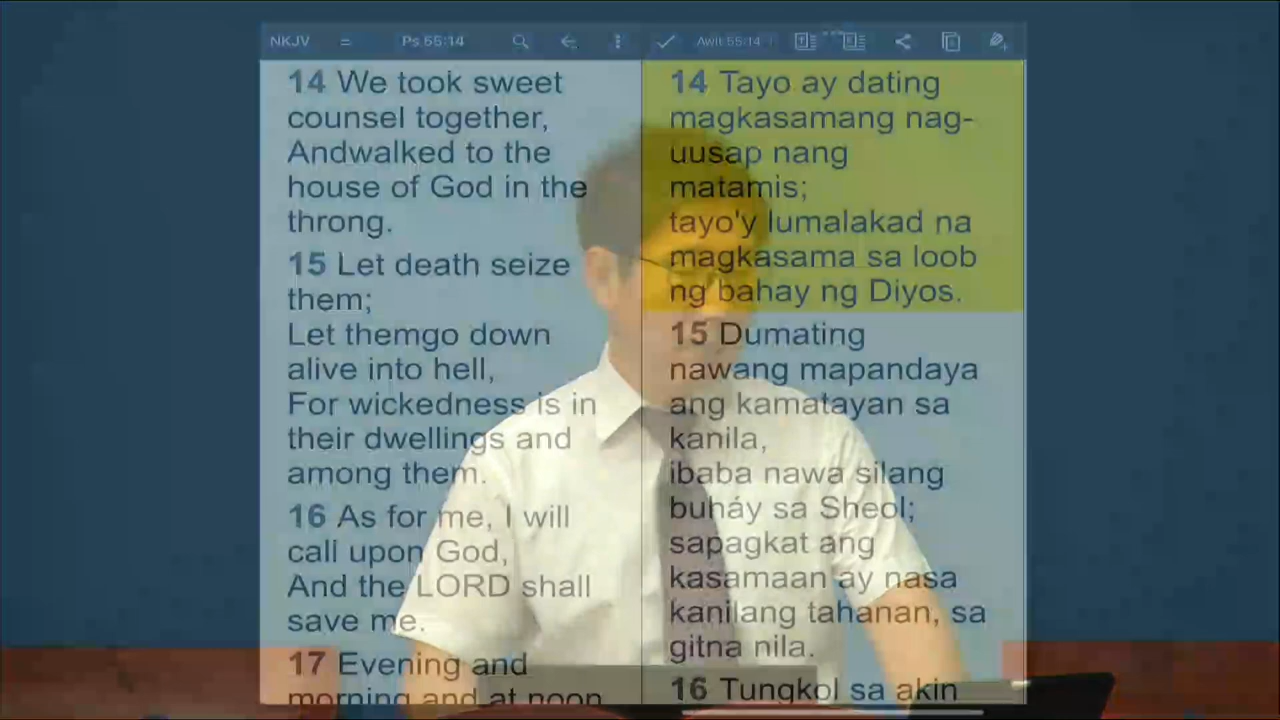 NKJV = Ps 55:14
14 We took sweet
counsel together,
Andwalked to the
house of God in the
throng.
15 Let death seize
them;
Let themgo down
alive into hell,
For wickedness is in
their dwellings and
among them.
16 As for me, I will
call upon God,
And the LORD shall
save me.
17 Evening and
morning and at noon
Awit 55:14
14 Tayo ay dating
magkasamang nag-
uusap nang
matamis;
tayo'y lumalakad na
magkasama sa loob
ng bahay ng Diyos.
15 Dumating
nawang mapandaya
ang kamatayan sa
kanila,
ibaba nawa silang
buháy sa Sheol;
sapagkat ang
kasamaan ay nasa
kanilang tahanan, sa
gitna nila.
16 Tungkol sa akin